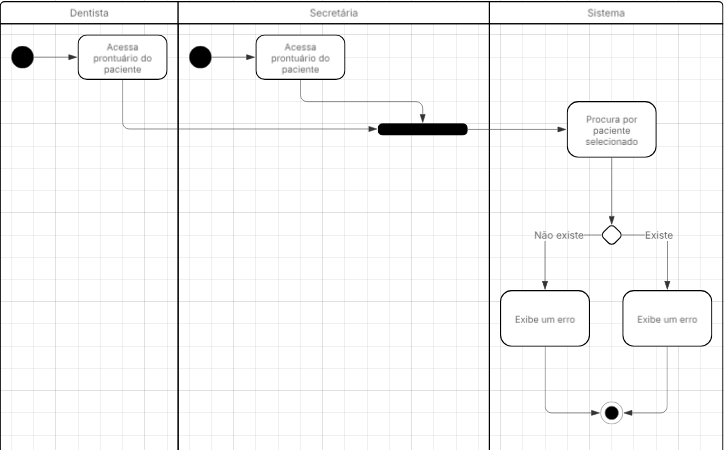 Dentista
Secretária
Sistema
Acessa
prontuário do
paciente
Acessa
prontuário do
paciente
Procura por
paciente
selecionado
Não existe
Existe
Exibe um erro
Exibe um erro